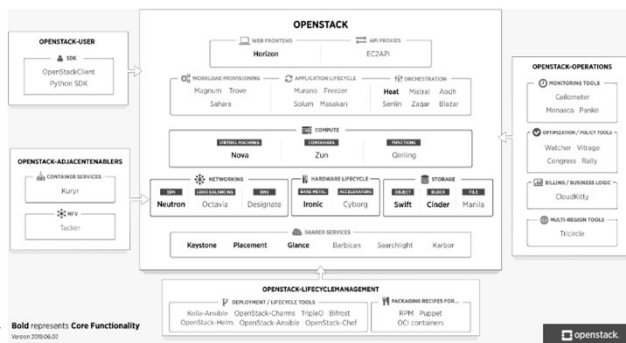 OPENSTACK
WEB FRONTEND
Horizon
API PROXIES
EC2API
WORKLOAD PROVISIONING
Magnum Trove
Sahara
APPLICATION LIFECYCLE
Murano Freezer
Solum Masakari
ORCHESTRATION
Heat Mistral Aodh
Senlin Zaqar Blazar
COMPUTE
VIRTUAL MACHINES
Nova
CONTAINERS
Zun
FUNCTIONS
Qinling
NETWORKING
SDN
Neutron
LOAD BALANCING
Octavia
DNS
Designate
HARDWARE LIFECYCLE
BARE METAL
Ironic
ACCELERATORS
Cyborg
STORAGE
OBJECT
Swift
BLOCK
Cinder
FILE
Manila
SHARED SERVICES
Keystone Placement Glance Barbican Searchlight Karbor
OPENSTACK-USER
SDK
OpenStackClient
Python SDK
OPENSTACK-ADJACENTENABLERS
CONTAINER SERVICES
Kuryr
NFV
Tacker
OPENSTACK-OPERATIONS
MONITORING TOOLS
Ceilometer
Monasca Panko
OPTIMIZATION / POLICY TOOLS
Watcher Vitrage
Congress Rally
BILLING / BUSINESS LOGIC
CloudKitty
MULTI-REGION TOOLS
Tricircle
OPENSTACK-LIFECYCLEMANAGEMENT
DEPLOYMENT / LIFECYCLE TOOLS
Kolla-Ansible OpenStack-Charms TripleO Bifrost
OpenStack-Helm OpenStack-Ansible OpenStack-Chef
PACKAGING RECIPES FOR...
RPM Puppet
OCI containers
Bold represents Core Functionality
Version 2019.06.02
openstack.